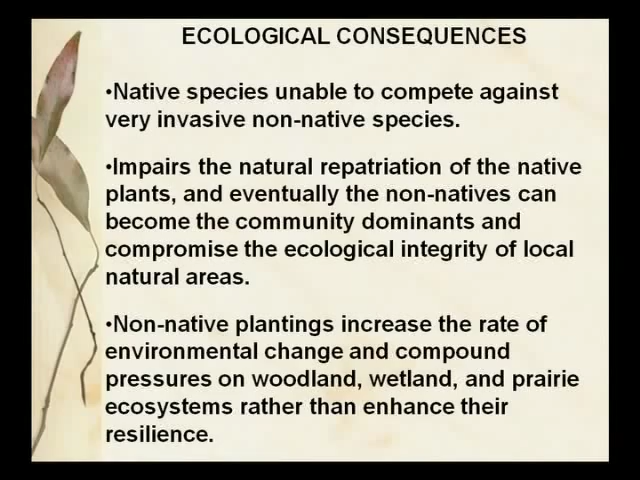 ECOLOGICAL CONSEQUENCES
•Native species unable to compete against
very invasive non-native species.
•Impairs the natural repatriation of the native
plants, and eventually the non-natives can
become the community dominants and
compromise the ecological integrity of local
natural areas.
•Non-native plantings increase the rate of
environmental change and compound
pressures on woodland, wetland, and prairie
ecosystems rather than enhance their
resilience.